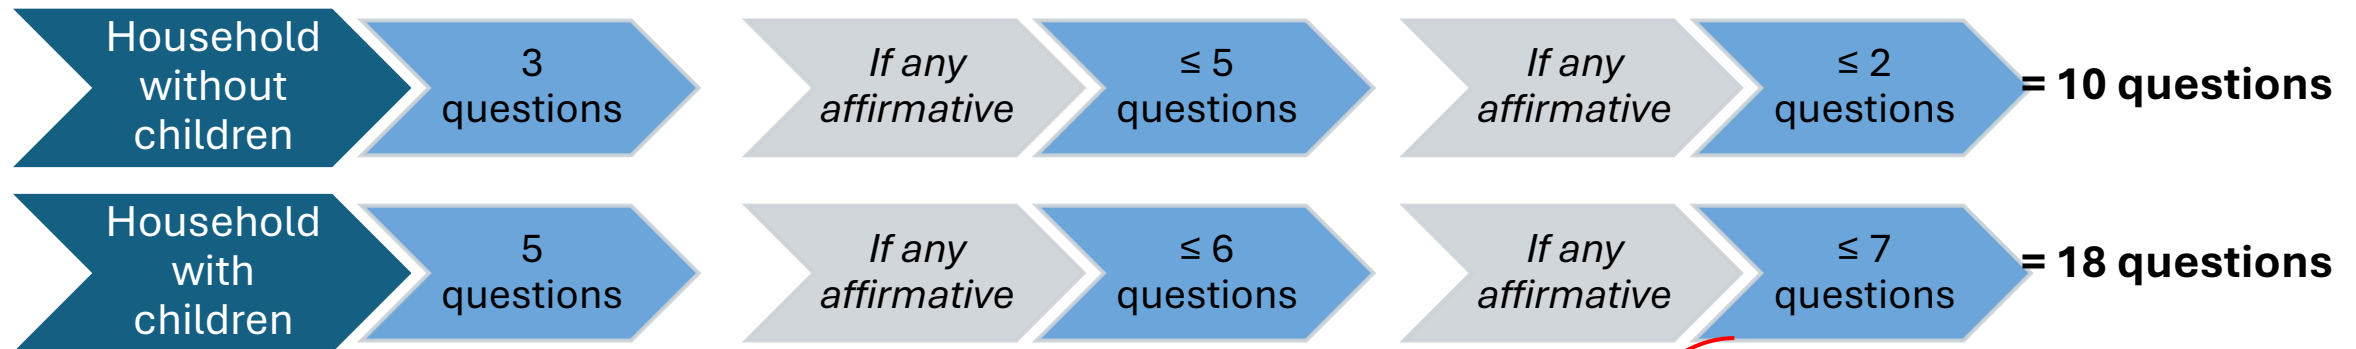 Household
without
children
3
questions
If any
affirmative
≤ 5
questions
If any
affirmative
≤ 2
questions
= 10 questions
Household
with
children
5
questions
If any
affirmative
≤ 6
questions
If any
affirmative
≤ 7
questions
= 18 questions